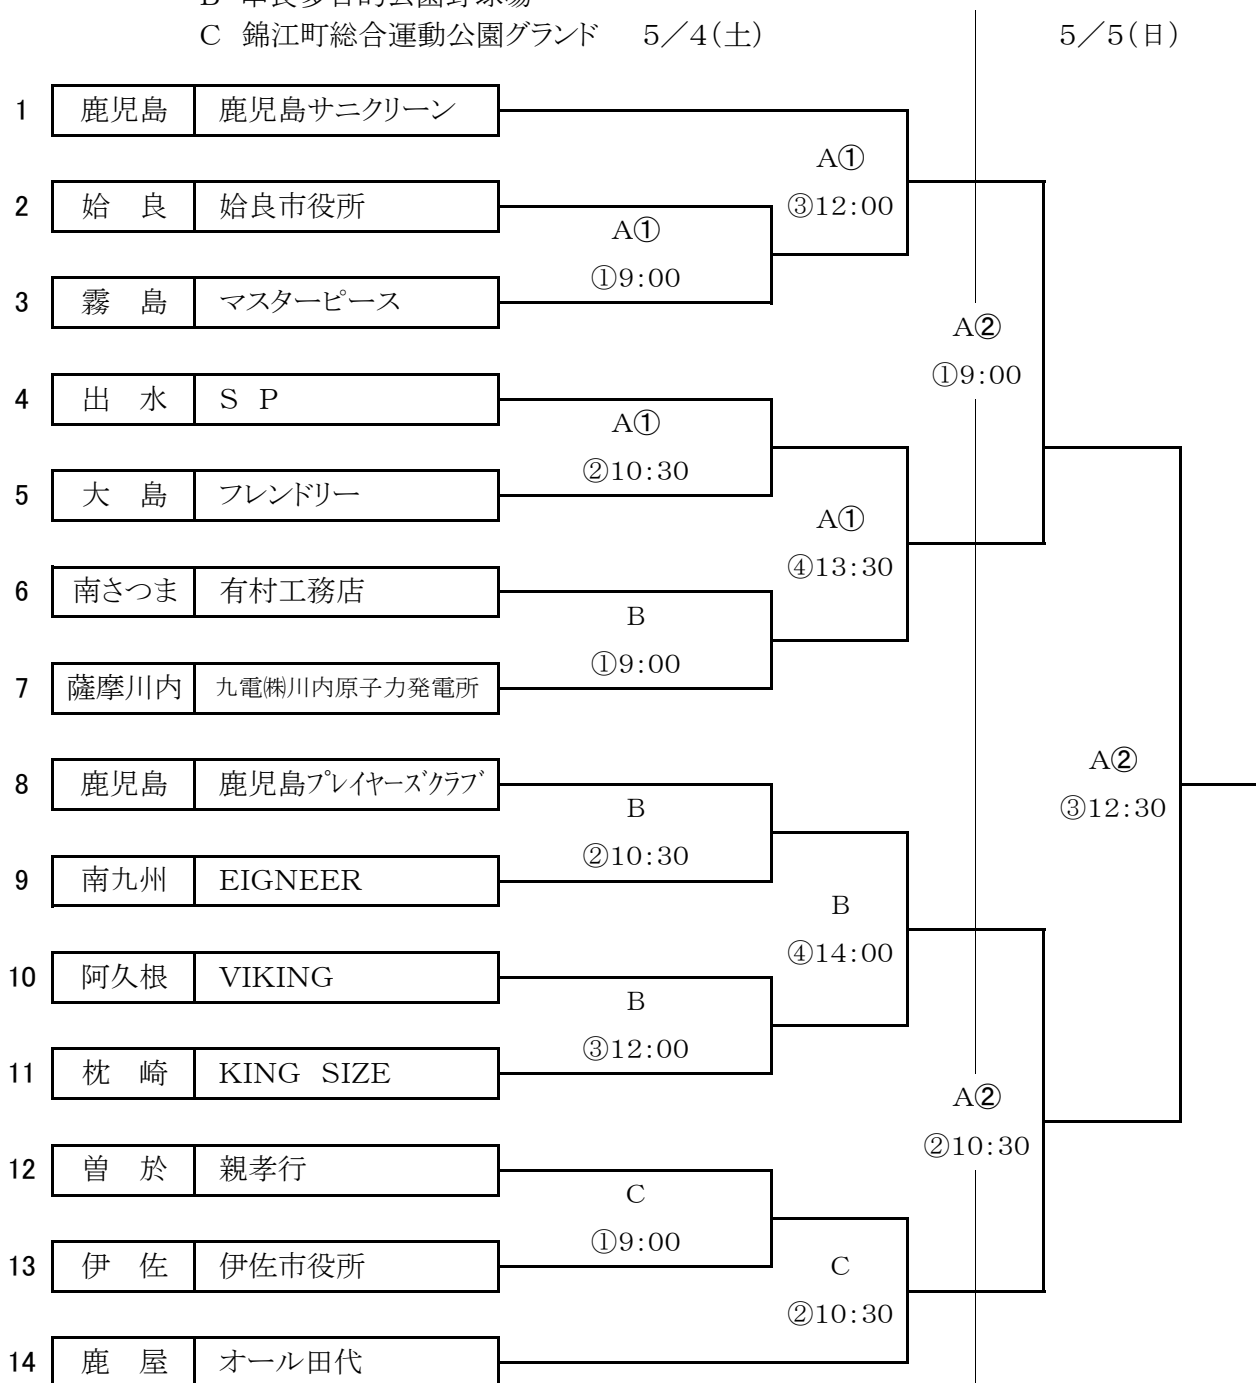 C 錦江町総合運動公園グランド 5/4(土) 5/5(日)
1 鹿児島 鹿児島サニクリーン
A①
③12:00
2 姶良 姶良市役所
A①
①9:00
3 霧島 マスターピース
A②
①9:00
4 出水 S P
A①
②10:30
5 大島 フレンドリー
A①
④13:30
6 南さつま 有村工務店
B
①9:00
7 薩摩川内 九電㈱川内原子力発電所
A②
③12:30
8 鹿児島 鹿児島プレイヤーズクラブ
B
②10:30
9 南九州 EIGNEER
B
④14:00
10 阿久根 VIKING
B
③12:00
11 枕崎 KING SIZE
A②
②10:30
12 曽於 親孝行
C
①9:00
13 伊佐 伊佐市役所
C
②10:30
14 鹿屋 オール田代